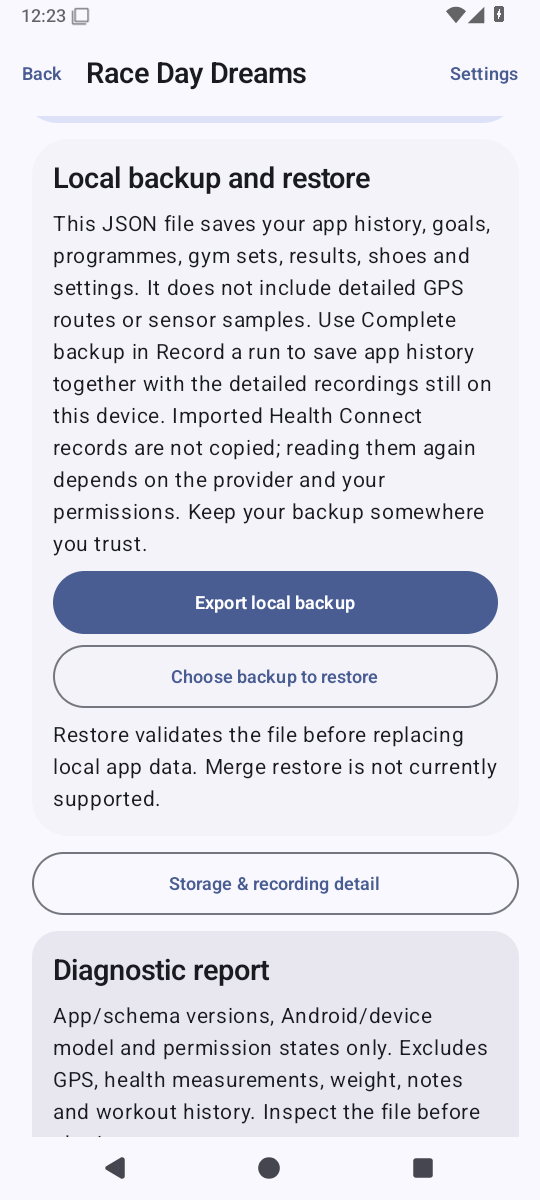 12:23
Back
Race Day Dreams
Settings
Local backup and restore
This JSON file saves your app history, goals,
programmes, gym sets, results, shoes and
settings. It does not include detailed GPS
routes or sensor samples. Use Complete
backup in Record a run to save app history
together with the detailed recordings still on
this device. Imported Health Connect
records are not copied; reading them again
depends on the provider and your
permissions. Keep your backup somewhere
you trust.
Export local backup
Choose backup to restore
Restore validates the file before replacing
local app data. Merge restore is not currently
supported.
Storage & recording detail
Diagnostic report
App/schema versions, Android/device
model and permission states only. Excludes
GPS, health measurements, weight, notes
and workout history. Inspect the file before